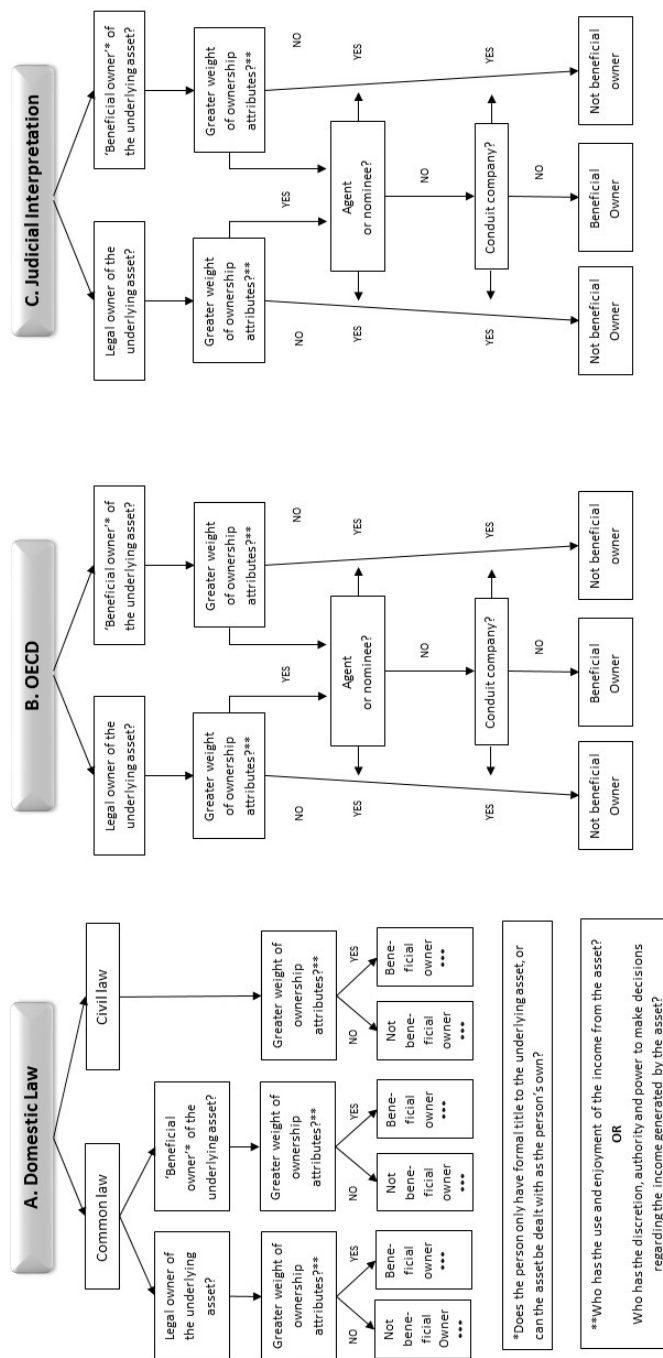 A. Domestic Law
Common law
Civil law
Legal owner of
the underlying
asset?
'Beneficial
owner'* of the
underlying asset?
Greater weight of
ownership
attributes?**
Greater weight of
ownership
attributes?**
Greater weight of
ownership
attributes?**
NO
YES
NO
YES
NO
YES
Not
bene-
ficial
Owner
***
Bene-
ficial
owner
***
Not
bene-
ficial
owner
***
Bene-
ficial
owner
***
Not
bene-
ficial
owner
***
Bene-
ficial
owner
***
*Does the person only have formal title to the underlying asset, or
can the asset be dealt with as the person's own?
**Who has the use and enjoyment of the income from the asset?
OR
Who has the discretion, authority and power to make decisions
regarding the income generated by the asset?
B. OECD
Legal owner of the
underlying asset?
'Beneficial owner'* of
the underlying asset?
Greater weight
of ownership
attributes?**
Greater weight
of ownership
attributes?**
NO
YES
NO
Agent
or nominee?
YES
YES
NO
Conduit company?
YES
YES
NO
Not beneficial
Owner
Beneficial
Owner
Not beneficial
owner
C. Judicial Interpretation
Legal owner of the
underlying asset?
'Beneficial owner'* of
the underlying asset?
Greater weight
of ownership
attributes?**
Greater weight
of ownership
attributes?**
NO
YES
NO
Agent
or nominee?
YES
YES
NO
Conduit company?
YES
YES
NO
Not beneficial
Owner
Beneficial
Owner
Not beneficial
owner